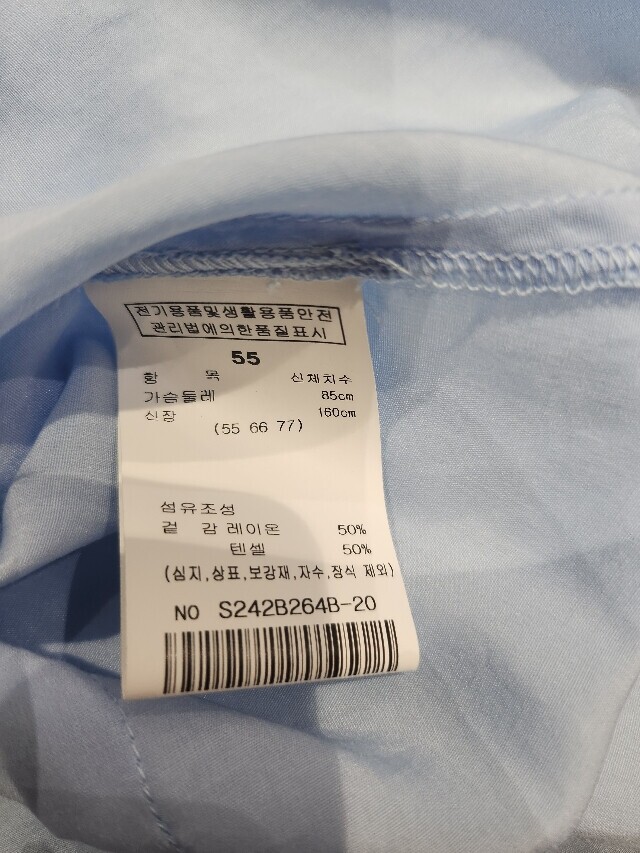 전기용품및생활용품안전
관리법에의한품질표시
55
항 목 신체치수
가슴둘레 85cm
신장 160cm
(55 66 77)
섬유조성
겉 감 레이온 50%
텐셀 50%
(심지,상표,보강재,자수,장식 제외)
NO S242B264B-20